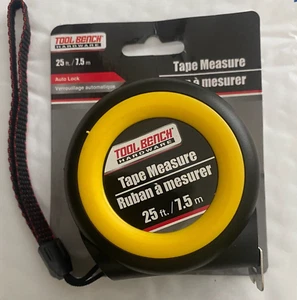 TOOL BENCH
HARDWARE
25 ft. / 7.5 m
Auto Lock
Verrouillage automatique
Tape Measure
Ruban à mesurer
TOOL BENCH
HARDWARE
Tape Measure
Ruban à mesurer
25 ft. / 7.5 m